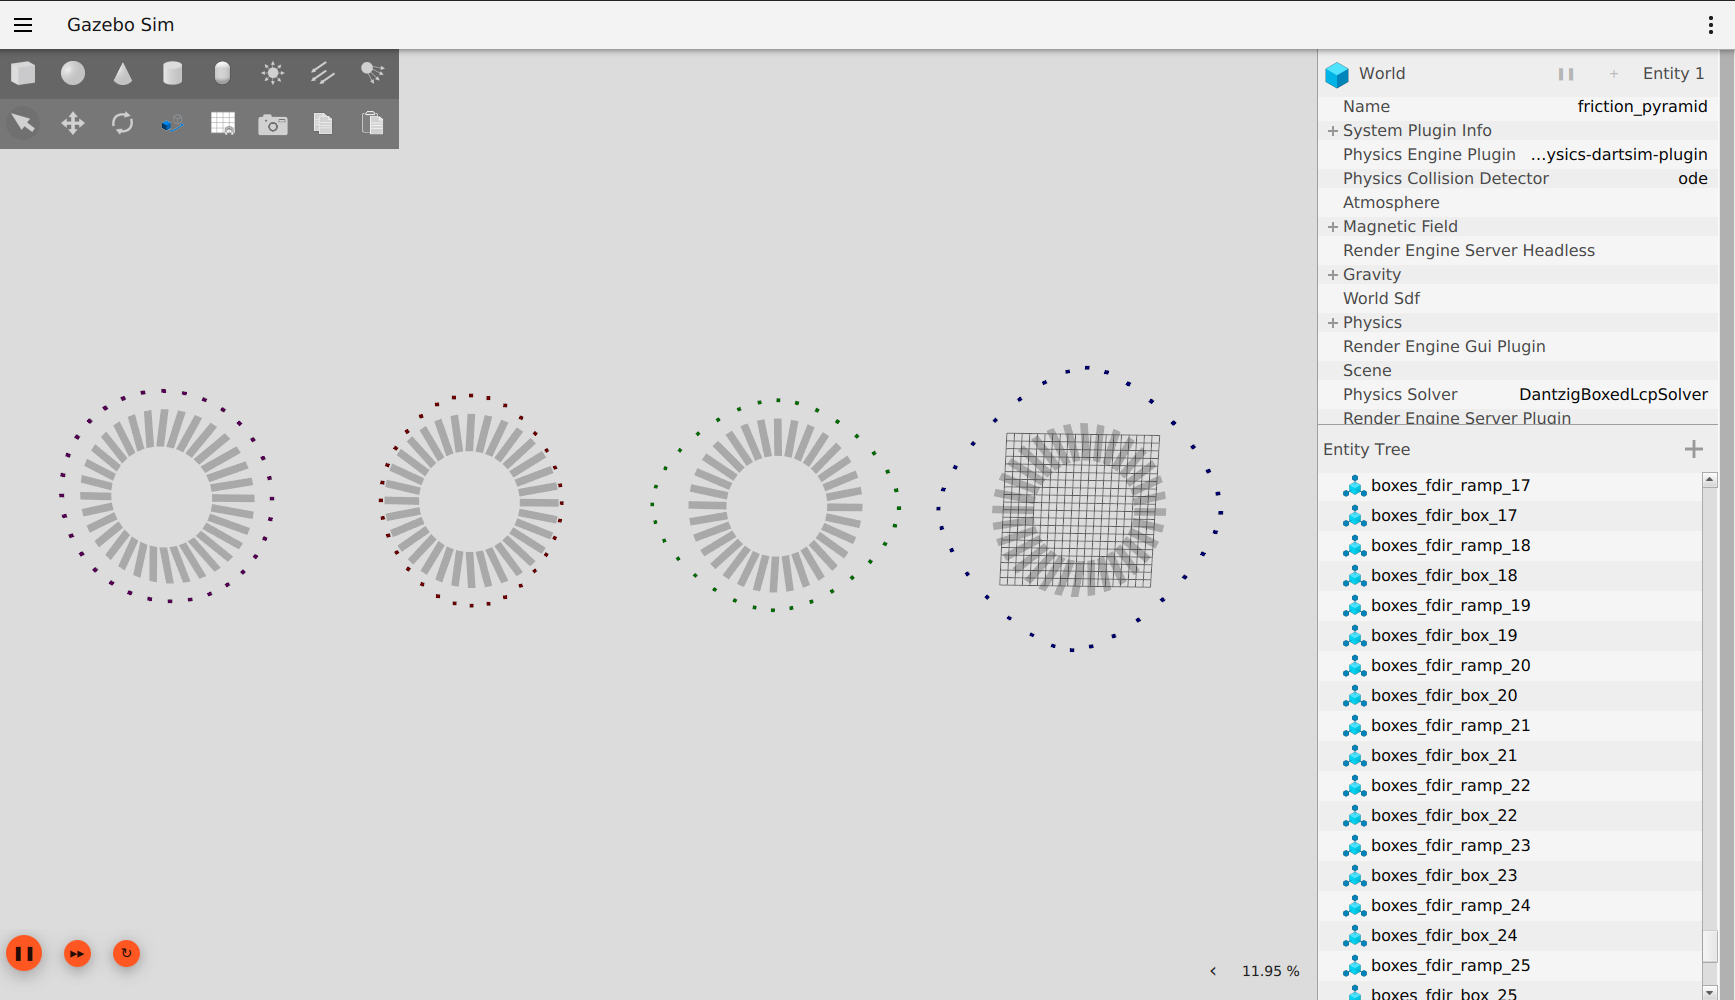 Gazebo Sim
World
Entity 1
Name
friction_pyramid
System Plugin Info
Physics Engine Plugin
...ysics-dartsim-plugin
Physics Collision Detector
ode
Atmosphere
Magnetic Field
Render Engine Server Headless
Gravity
World Sdf
Physics
Render Engine Gui Plugin
Scene
Physics Solver
DantzigBoxedLcpSolver
Render Engine Server Plugin
Entity Tree
boxes_fdir_ramp_17
boxes_fdir_box_17
boxes_fdir_ramp_18
boxes_fdir_box_18
boxes_fdir_ramp_19
boxes_fdir_box_19
boxes_fdir_ramp_20
boxes_fdir_box_20
boxes_fdir_ramp_21
boxes_fdir_box_21
boxes_fdir_ramp_22
boxes_fdir_box_22
boxes_fdir_ramp_23
boxes_fdir_box_23
boxes_fdir_ramp_24
boxes_fdir_box_24
boxes_fdir_ramp_25
boxes_fdir_box_25
11.95 %